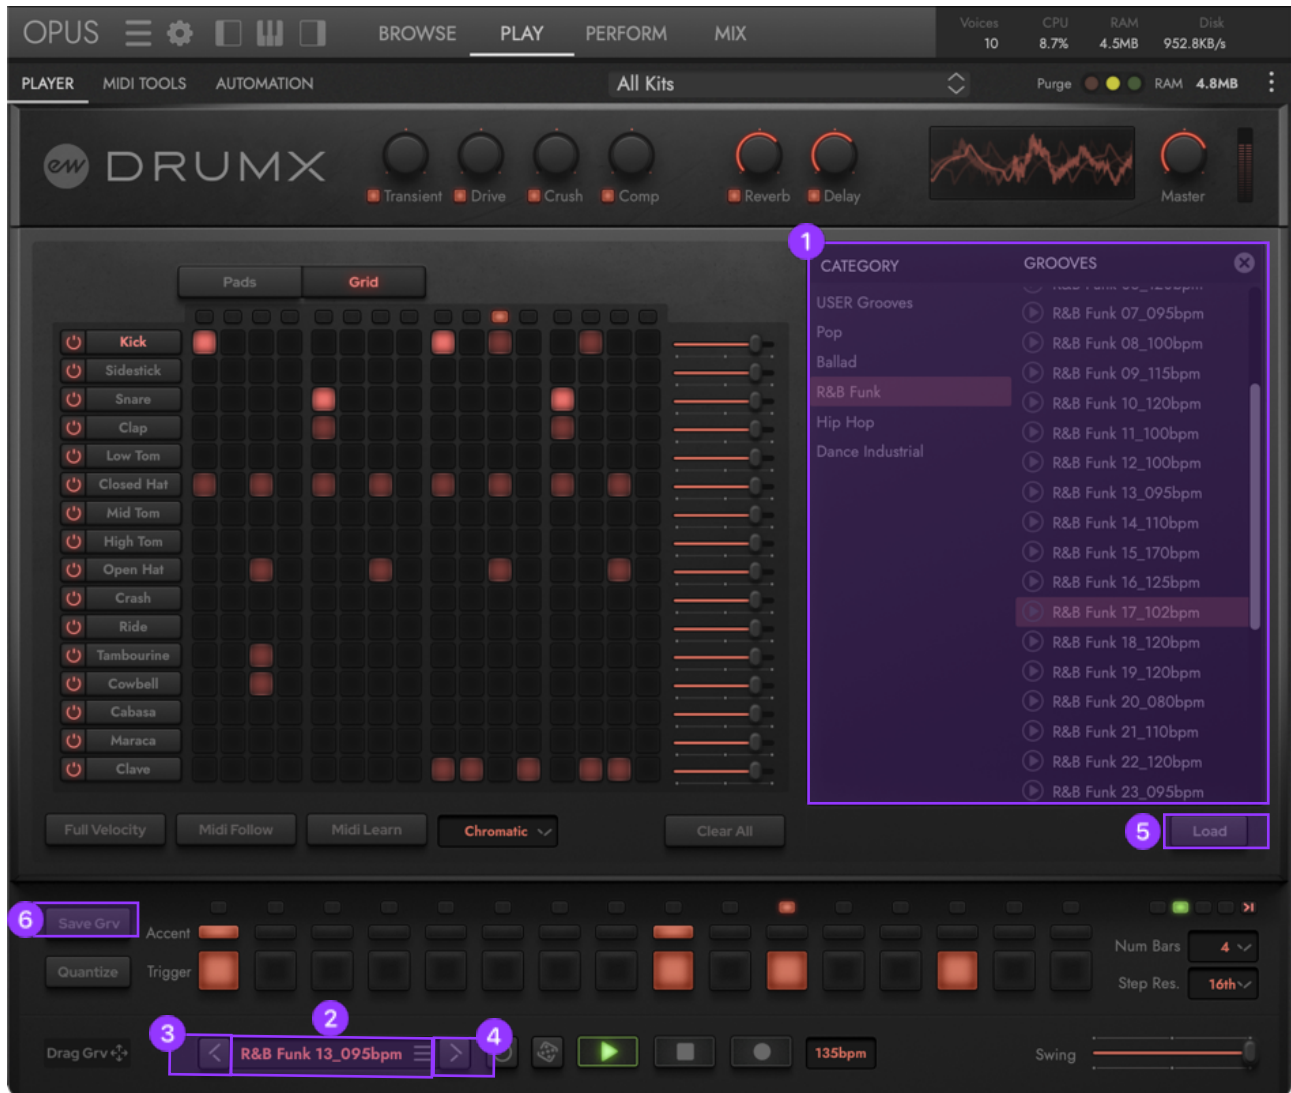 OPUS BROWSE PLAY PERFORM MIX Voices CPU RAM Disk
10 8.7% 4.5MB 952.8KB/s
PLAYER MIDI TOOLS AUTOMATION All Kits Purge RAM 4.8MB
ew DRUMX
Transient Drive Crush Comp Reverb Delay Master
1
Pads Grid
CATEGORY
USER Grooves
Pop
Ballad
R&B Funk
Hip Hop
Dance Industrial
GROOVES
R&B Funk 07_095bpm
R&B Funk 08_100bpm
R&B Funk 09_115bpm
R&B Funk 10_120bpm
R&B Funk 11_100bpm
R&B Funk 12_100bpm
R&B Funk 13_095bpm
R&B Funk 14_110bpm
R&B Funk 15_170bpm
R&B Funk 16_125bpm
R&B Funk 17_102bpm
R&B Funk 18_120bpm
R&B Funk 19_120bpm
R&B Funk 20_080bpm
R&B Funk 21_110bpm
R&B Funk 22_120bpm
R&B Funk 23_095bpm
Kick
Sidestick
Snare
Clap
Low Tom
Closed Hat
Mid Tom
High Tom
Open Hat
Crash
Ride
Tambourine
Cowbell
Cabasa
Maraca
Clave
Full Velocity Midi Follow Midi Learn Chromatic Clear All 5 Load
6 Save Grv
Accent
Quantize Trigger
Num Bars 4
Step Res. 16th
3 2 4
Drag Grv R&B Funk 13_095bpm 135bpm Swing